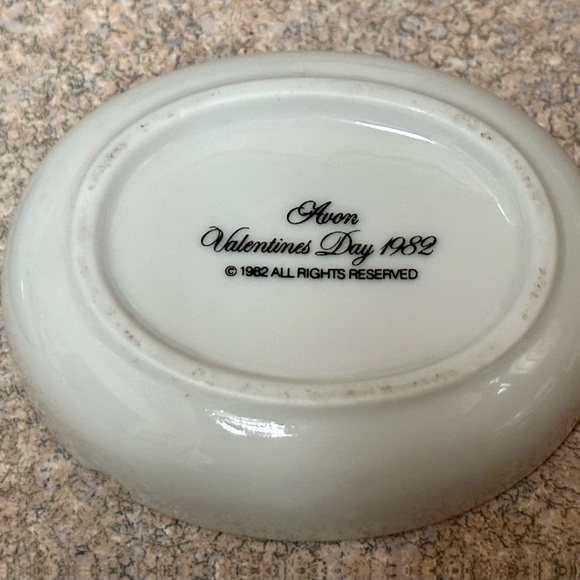 Avon
Valentines Day 1982
© 1982 ALL RIGHTS RESERVED